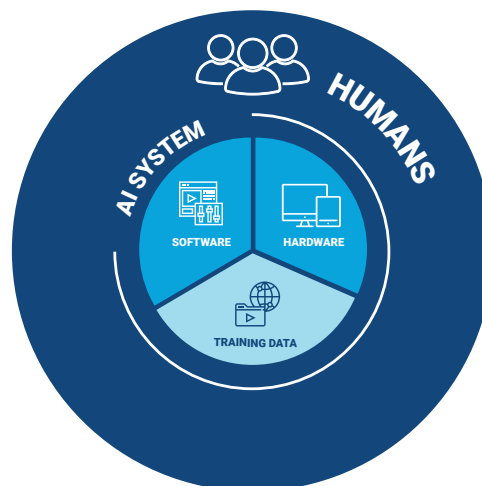 HUMANS
AI SYSTEM
SOFTWARE
HARDWARE
TRAINING DATA